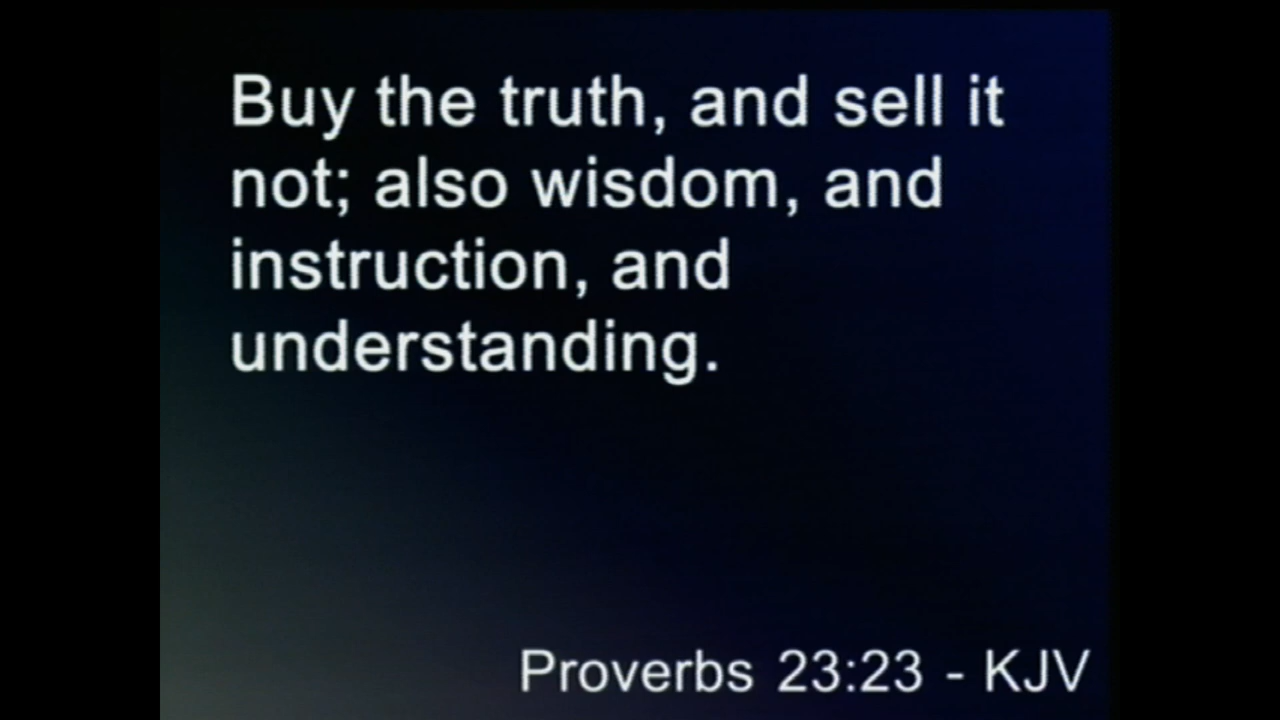 Buy the truth, and sell it
not; also wisdom, and
instruction, and
understanding.
Proverbs 23:23 - KJV